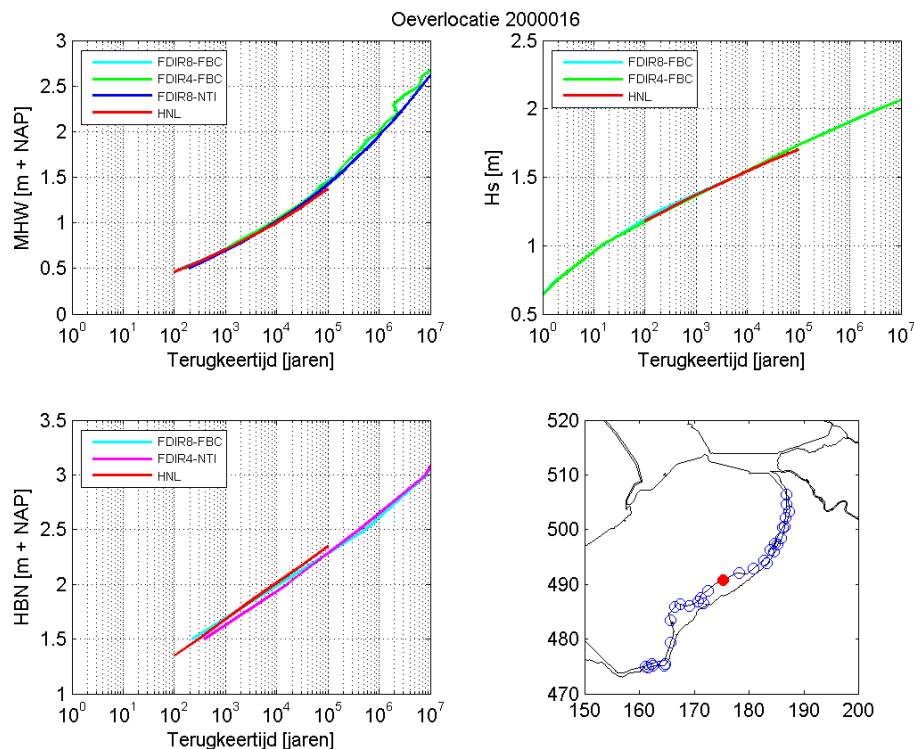 Oeverlocatie 2000016
MHW [m + NAP]
3
2.5
2
1.5
1
0.5
0
FDIR8-FBC
FDIR4-FBC
FDIR8-NTI
HNL
10^0 10^1 10^2 10^3 10^4 10^5 10^6 10^7
Terugkeertijd [jaren]
Hs [m]
2.5
2
1.5
1
0.5
FDIR8-FBC
FDIR4-FBC
HNL
10^0 10^1 10^2 10^3 10^4 10^5 10^6 10^7
Terugkeertijd [jaren]
HBN [m + NAP]
3.5
3
2.5
2
1.5
1
FDIR8-FBC
FDIR4-NTI
HNL
10^0 10^1 10^2 10^3 10^4 10^5 10^6 10^7
Terugkeertijd [jaren]
520
510
500
490
480
470
150 160 170 180 190 200